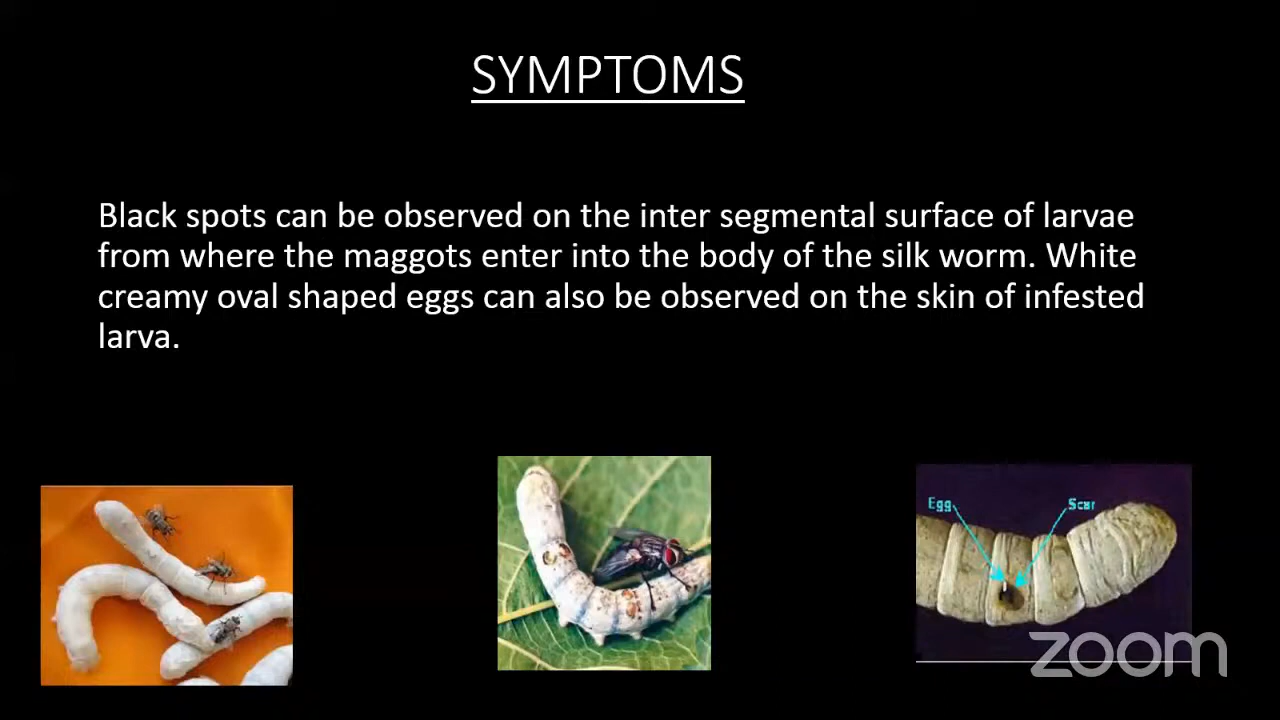 SYMPTOMS
Black spots can be observed on the inter segmental surface of larvae
from where the maggots enter into the body of the silk worm. White
creamy oval shaped eggs can also be observed on the skin of infested
larva.
Egg
Scar
zoom